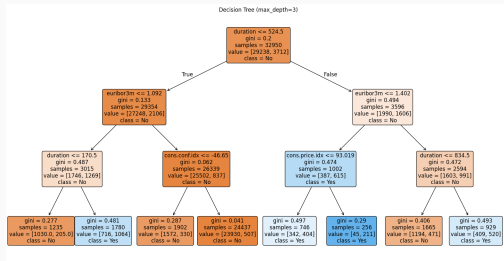 Decision Tree (max_depth=3)
duration <= 524.5
gini = 0.2
samples = 32950
value = [29238, 3712]
class = No
True
False
euribor3m <= 1.092
gini = 0.133
samples = 29354
value = [27248, 2106]
class = No
euribor3m <= 1.402
gini = 0.494
samples = 3596
value = [1990, 1606]
class = No
duration <= 170.5
gini = 0.487
samples = 3015
value = [1746, 1269]
class = No
cons.conf.idx <= -46.65
gini = 0.062
samples = 26339
value = [25502, 837]
class = No
cons.price.idx <= 93.019
gini = 0.474
samples = 1002
value = [387, 615]
class = Yes
duration <= 834.5
gini = 0.472
samples = 2594
value = [1603, 991]
class = No
gini = 0.277
samples = 1235
value = [1030.0, 205.0]
class = No
gini = 0.481
samples = 1780
value = [716, 1064]
class = Yes
gini = 0.287
samples = 1902
value = [1572, 330]
class = No
gini = 0.041
samples = 24437
value = [23930, 507]
class = No
gini = 0.497
samples = 746
value = [342, 404]
class = Yes
gini = 0.29
samples = 256
value = [45, 211]
class = Yes
gini = 0.406
samples = 1665
value = [1194, 471]
class = No
gini = 0.493
samples = 929
value = [409, 520]
class = Yes